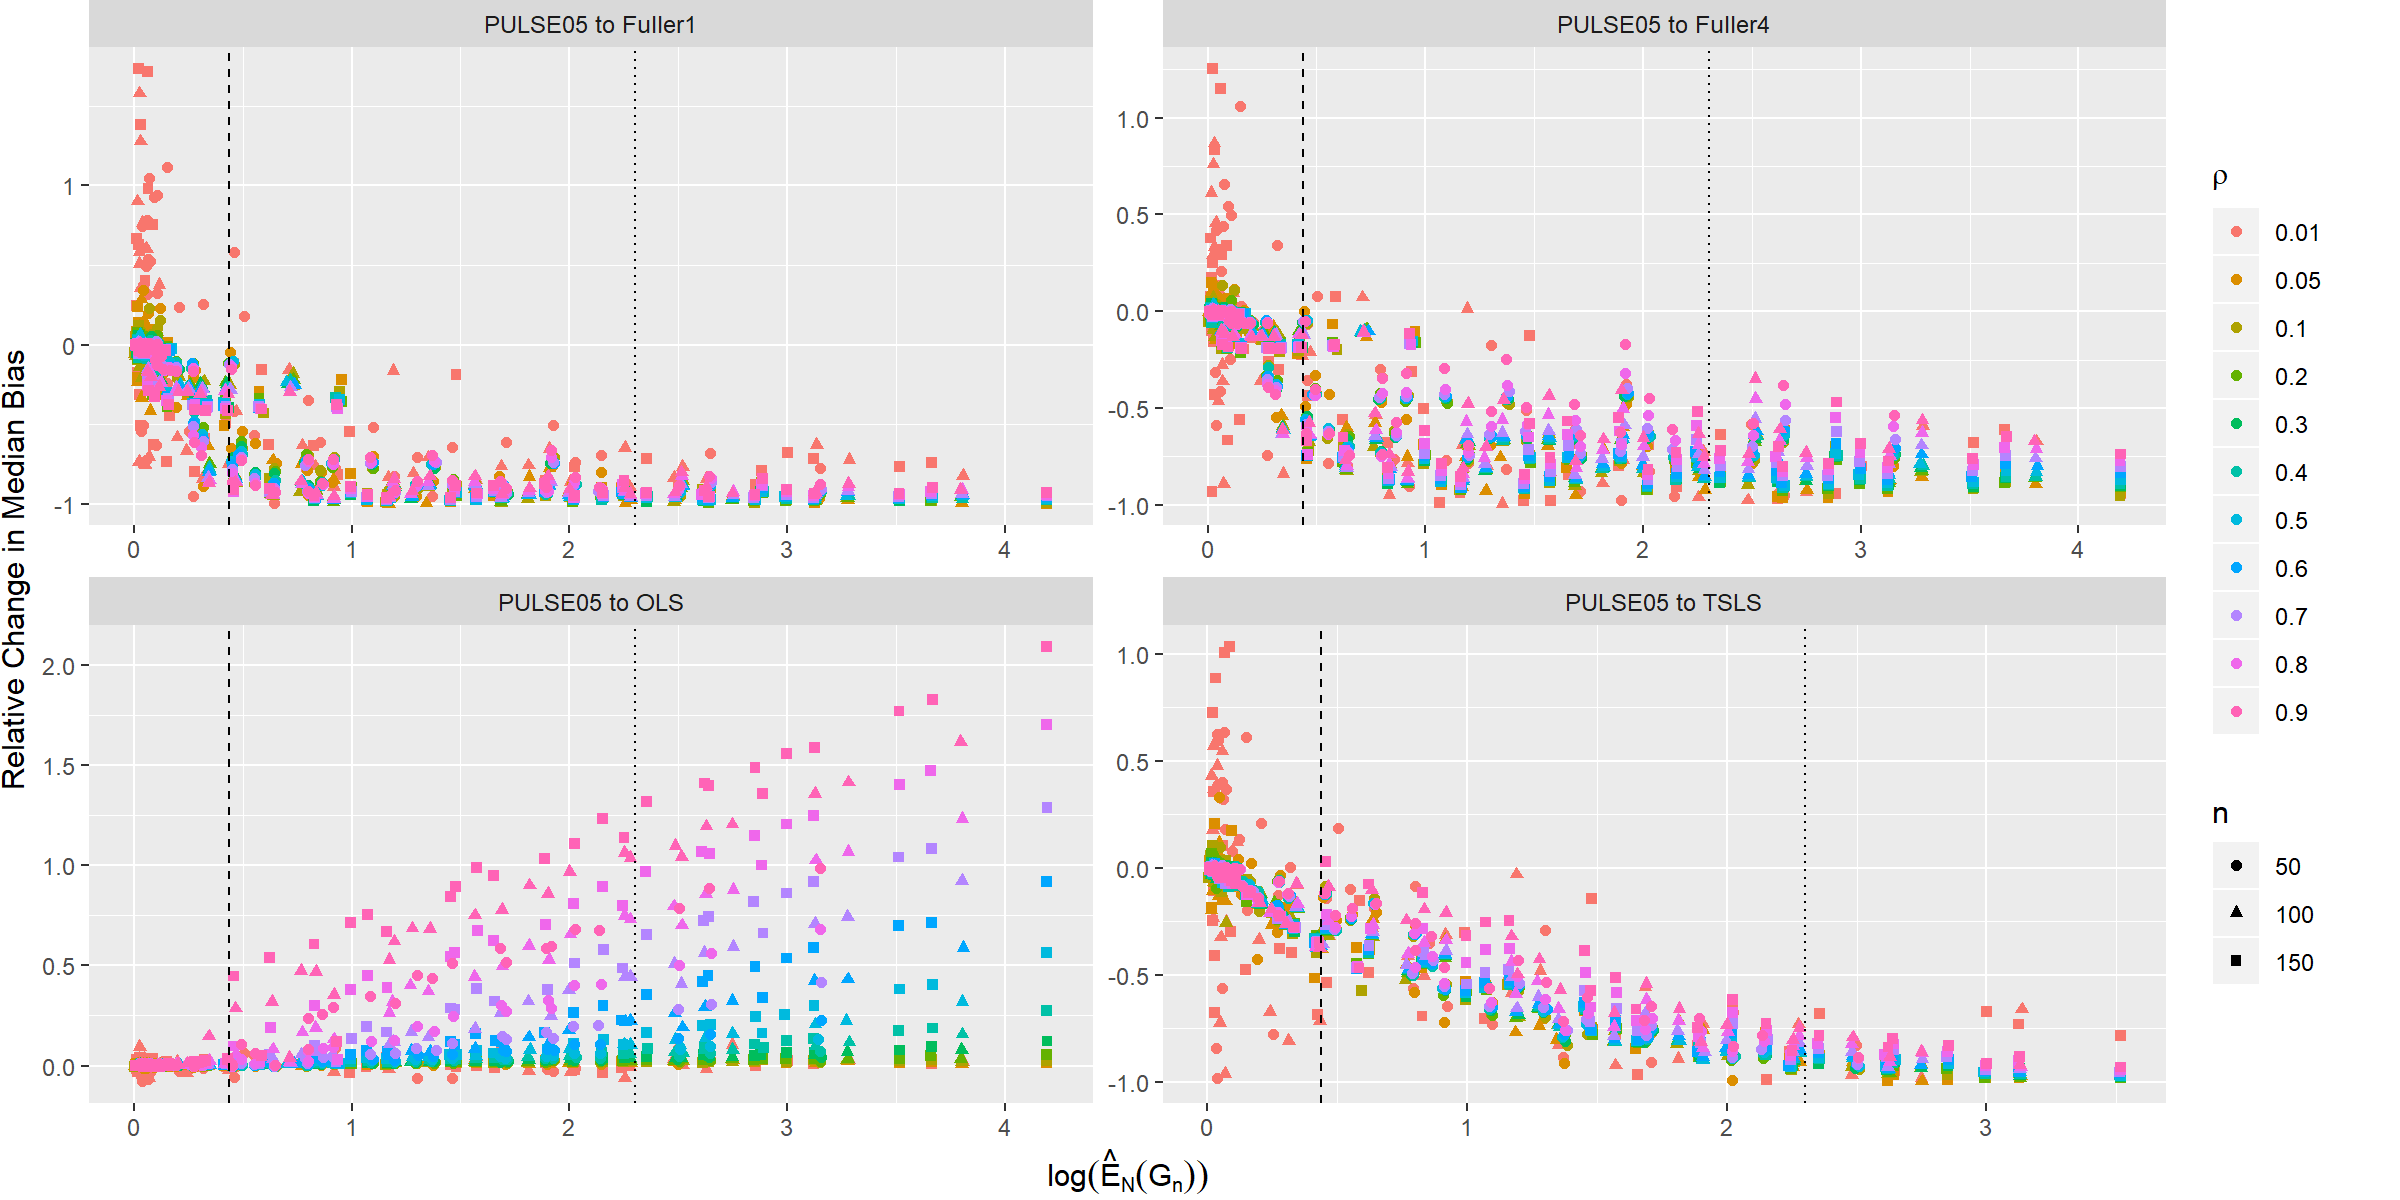 PULSE05 to Fuller1
PULSE05 to Fuller4
1
0
-1
0 1 2 3 4
1.0
0.5
0.0
-0.5
-1.0
0 1 2 3 4
PULSE05 to OLS
PULSE05 to TSLS
2.0
1.5
1.0
0.5
0.0
0 1 2 3 4
1.0
0.5
0.0
-0.5
-1.0
0 1 2 3
Relative Change in Median Bias
log(Ê_N(G_n))
ρ
0.01
0.05
0.1
0.2
0.3
0.4
0.5
0.6
0.7
0.8
0.9
n
50
100
150